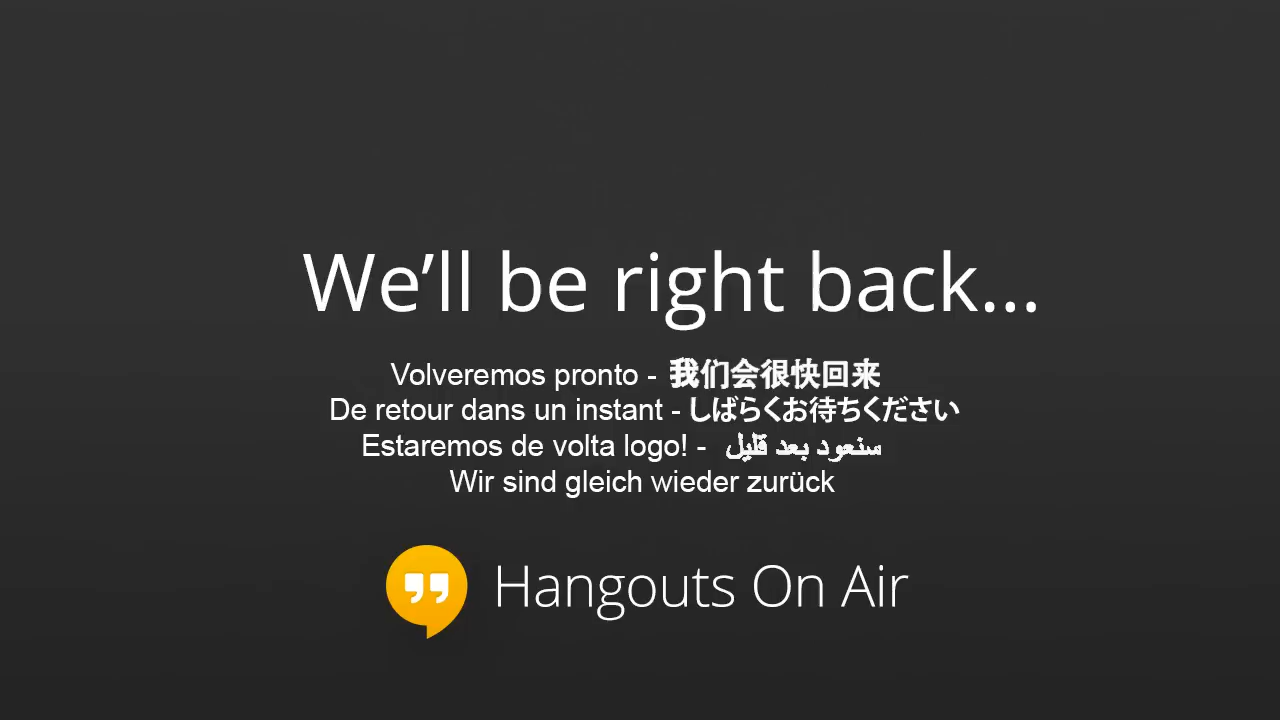 We’ll be right back...
Volveremos pronto - 我们会很快回来
De retour dans un instant - しばらくお待ちください
Estaremos de volta logo! - سنعود بعد قليل
Wir sind gleich wieder zurück
Hangouts On Air